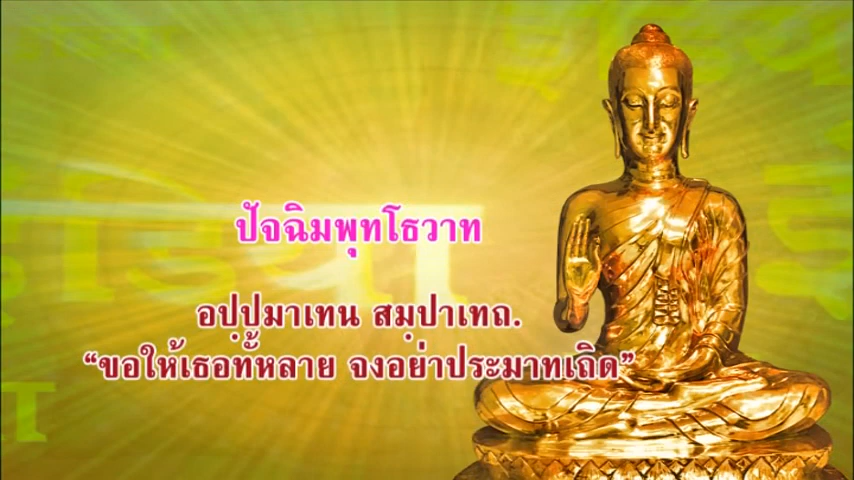 ปัจฉิมพุทโธวาท
อปฺปมาเทน สมฺปาเทถ.
“ขอให้เธอทั้้หลาย จงอย่าประมาทเถิด”